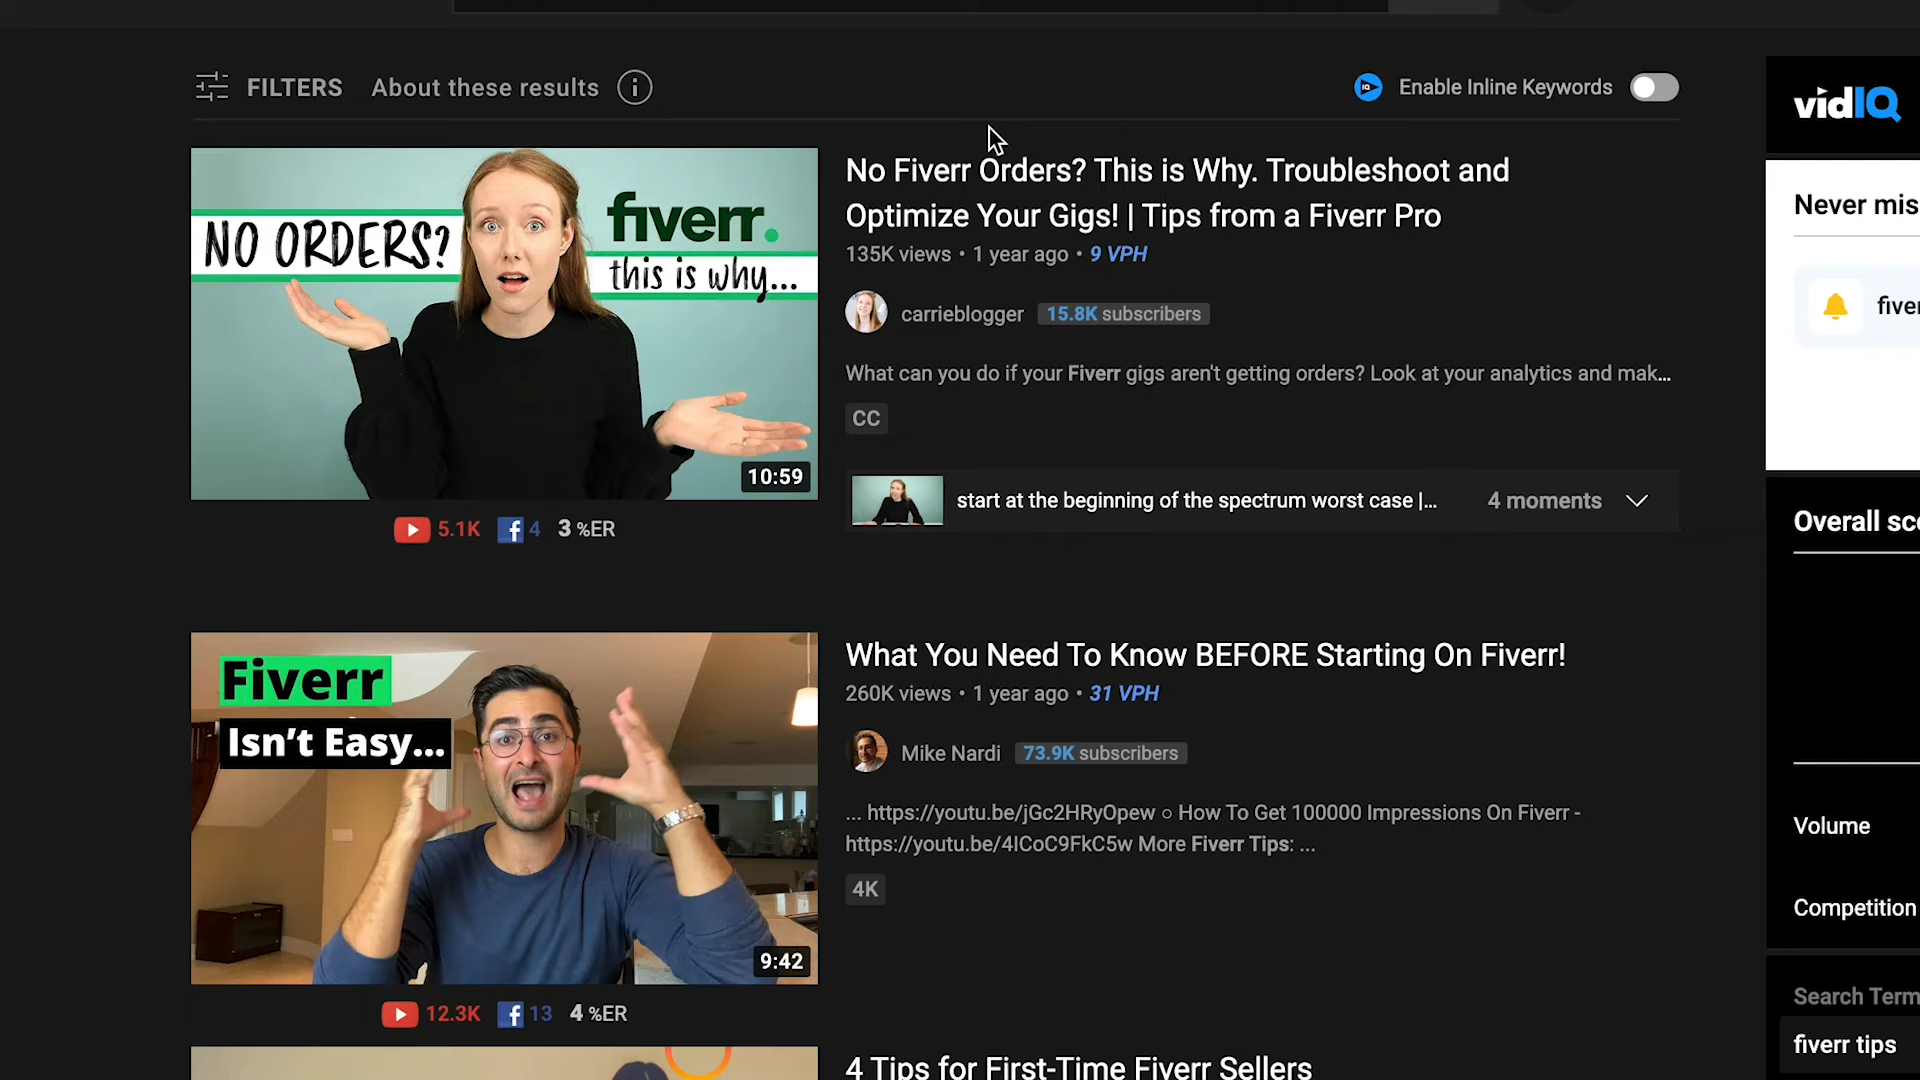 FILTERS About these results
Enable Inline Keywords
vidIQ
NO ORDERS?
fiverr.
this is why...
10:59
5.1K 4 3 %ER
No Fiverr Orders? This is Why. Troubleshoot and
Optimize Your Gigs! | Tips from a Fiverr Pro
135K views • 1 year ago • 9 VPH
carrieblogger 15.8K subscribers
What can you do if your Fiverr gigs aren't getting orders? Look at your analytics and mak...
CC
start at the beginning of the spectrum worst case |... 4 moments
Fiverr
Isn't Easy...
9:42
12.3K 13 4 %ER
What You Need To Know BEFORE Starting On Fiverr!
260K views • 1 year ago • 31 VPH
Mike Nardi 73.9K subscribers
... https://youtu.be/jGc2HRyOpew ○ How To Get 100000 Impressions On Fiverr -
https://youtu.be/4ICoC9FkC5w More Fiverr Tips: ...
4K
4 Tips for First-Time Fiverr Sellers
Never mis
fiver
Overall sco
Volume
Competition
Search Term
fiverr tips